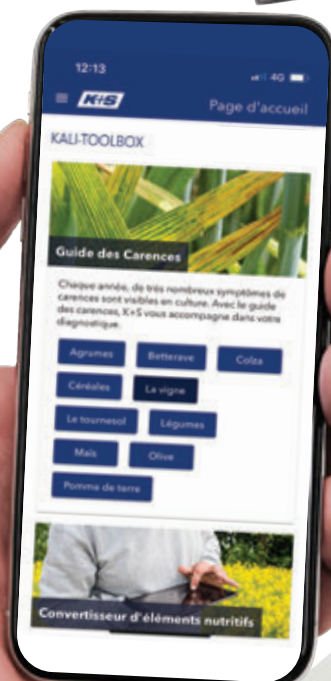 12:13
4G
K+S
Page d'accueil
KALI-TOOLBOX
Guide des Carences
Chaque année, de très nombreux symptômes de
carences sont visibles en culture. Avec le guide
des carences, K+S vous accompagne dans votre
diagnostique.
Agrumes Betterave Colza
Céréales La vigne
Le tournesol Légumes
Maïs Olive
Pomme de terre
Convertisseur d'éléments nutritifs